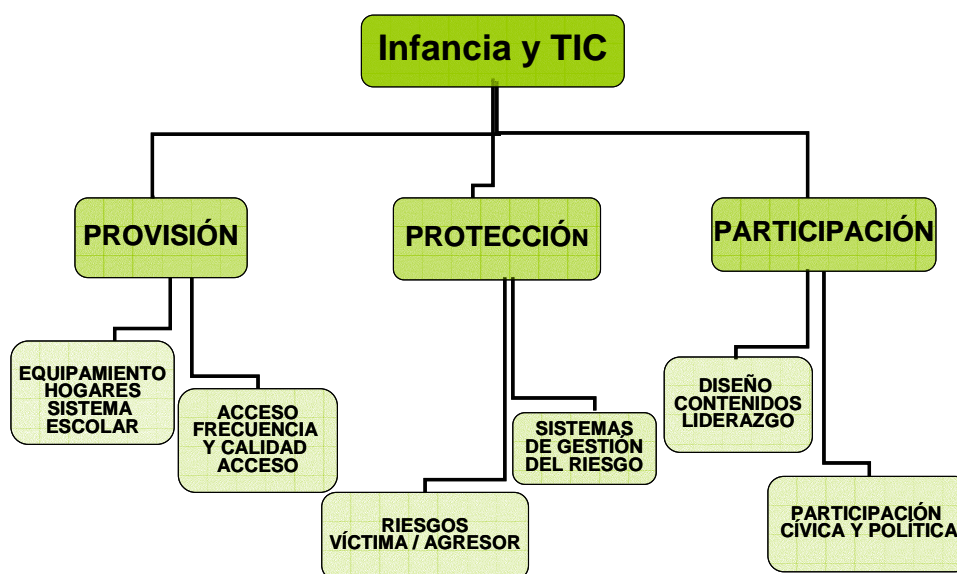 Infancia y TIC
PROVISIÓN
PROTECCIÓN
PARTICIPACIÓN
EQUIPAMIENTO
HOGARES
SISTEMA
ESCOLAR
ACCESO
FRECUENCIA
Y CALIDAD
ACCESO
RIESGOS
VÍCTIMA / AGRESOR
SISTEMAS
DE GESTIÓN
DEL RIESGO
DISEÑO
CONTENIDOS
LIDERAZGO
PARTICIPACIÓN
CÍVICA Y POLÍTICA